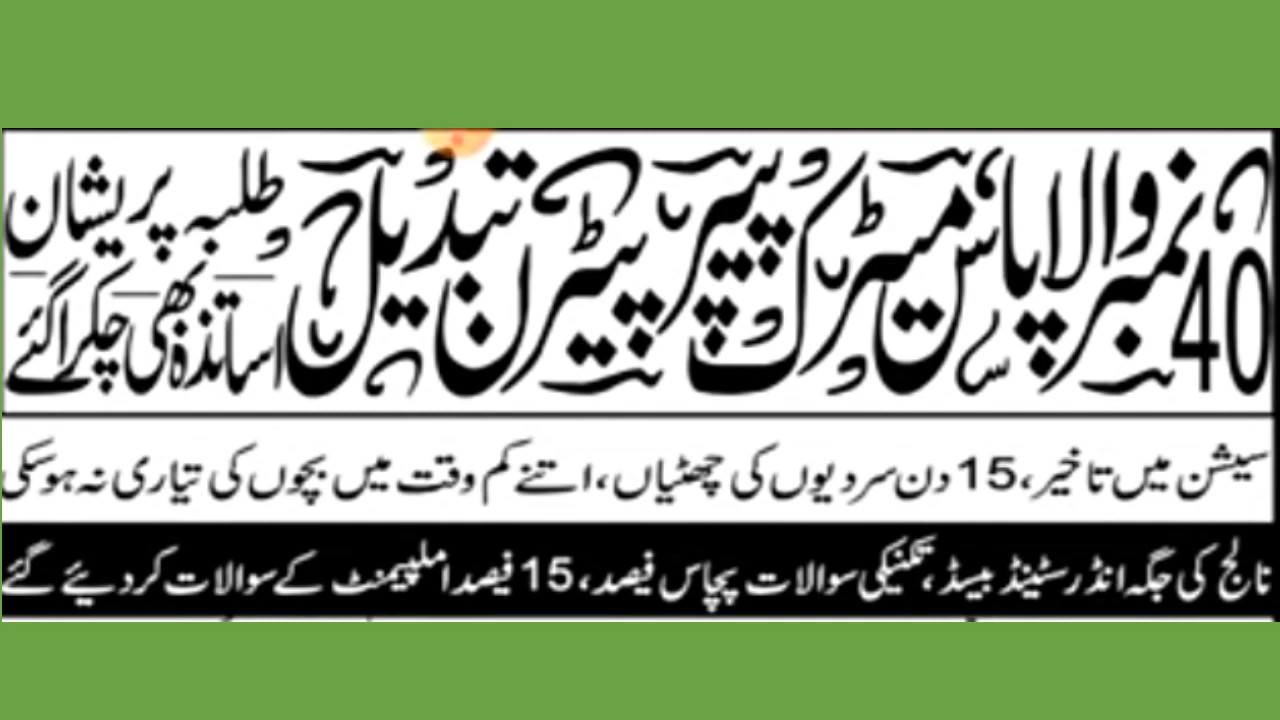 40 نمبر والا پاس، میٹرک پیپر پیٹرن تبدیل
طلبہ پریشان
اساتذہ بھی چکرا گئے
سیشن میں تاخیر، 15 دن سردیوں کی چھٹیاں، اتنے کم وقت میں بچوں کی تیاری نہ ہو سکی
نالج کی جگہ انڈرسٹینڈ بیسڈ، تکنیکی سوالات پچاس فیصد، 15 فیصد املپیمنٹ کے سوالات کر دیئے گئے